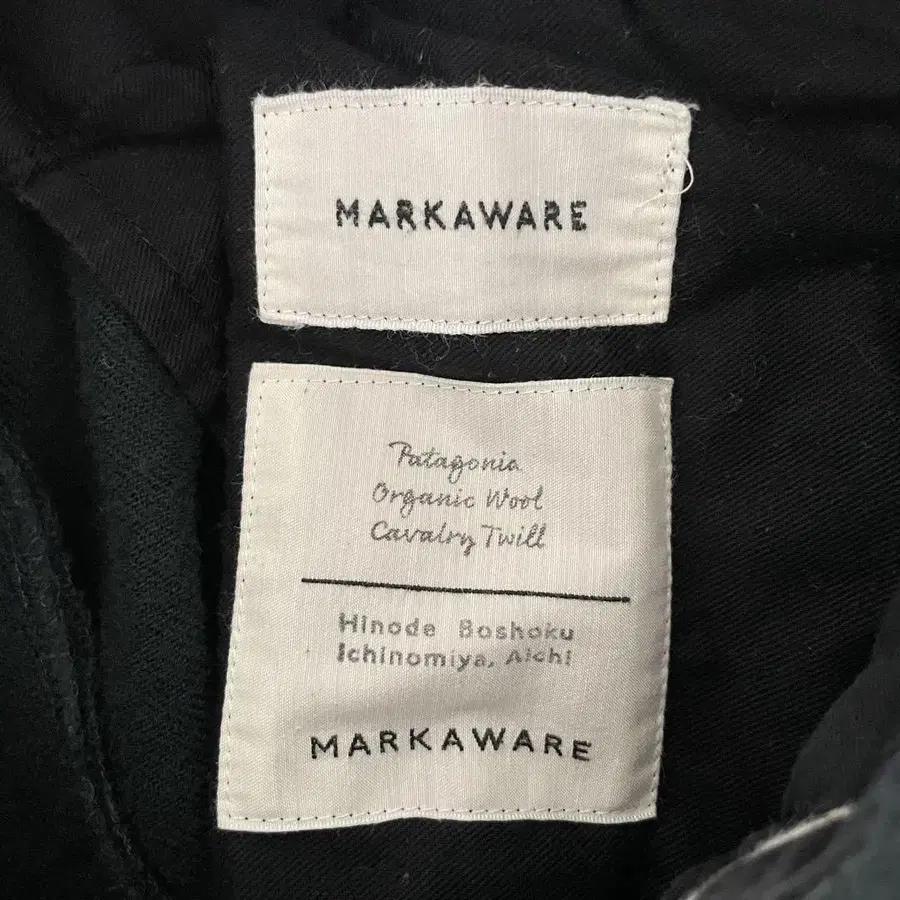 MARKAWARE
Patagonia
Organic Wool
Cavalry Twill
Hinode Boshoku
Ichinomiya, Aichi
MARKAWARE